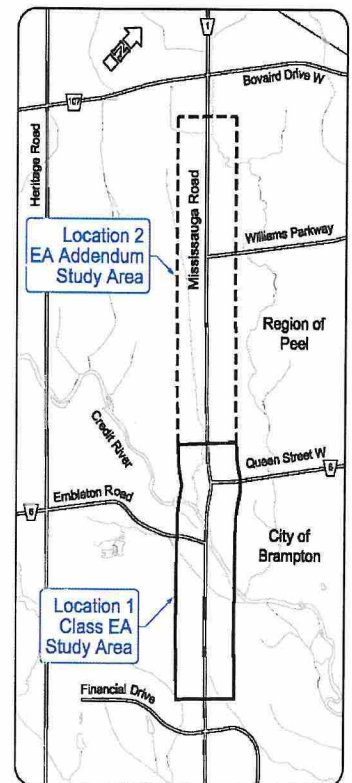 N
1
Bovaird Drive W
107
Heritage Road
Mississauga Road
Location 2
EA Addendum
Study Area
Williams Parkway
Region of
Peel
Credit River
Queen Street W
6
Embleton Road
6
City of
Brampton
Location 1
Class EA
Study Area
Financial Drive